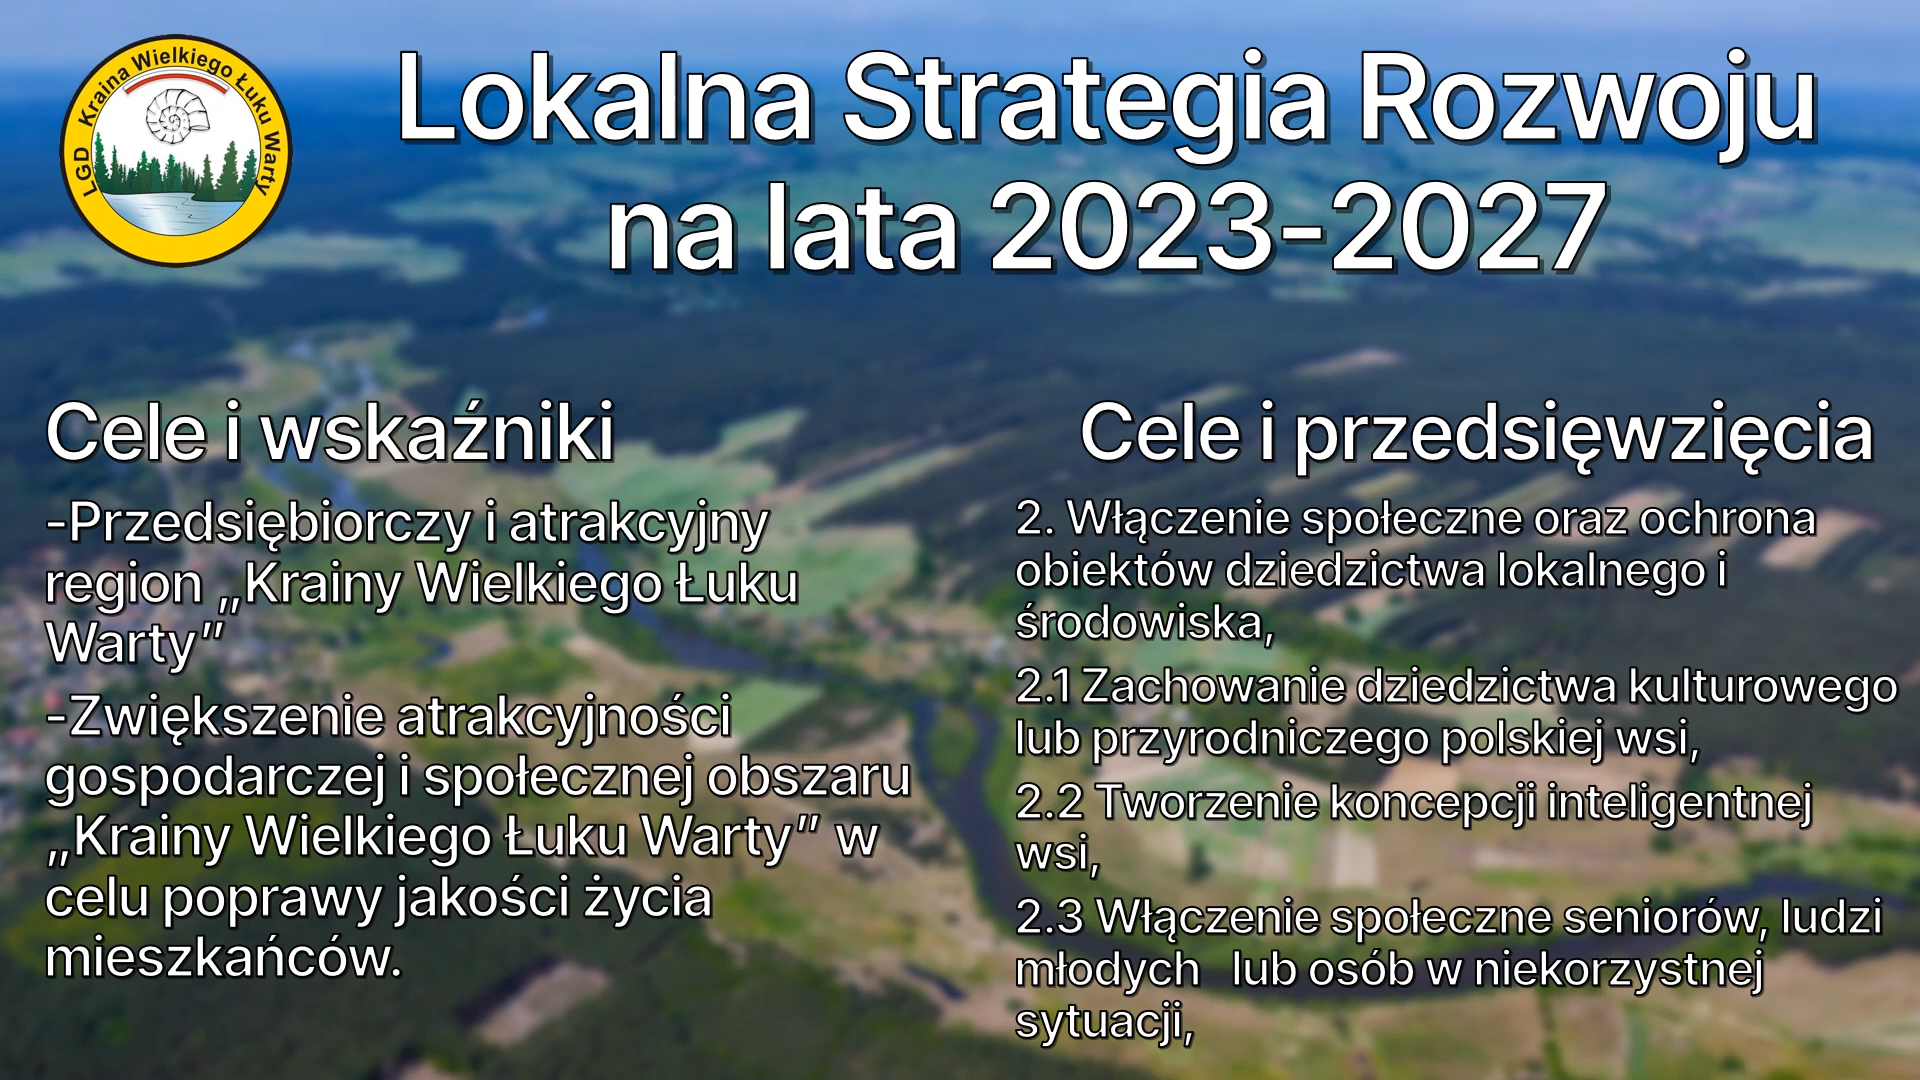 LGD Kraina Wielkiego Łuku Warty
Lokalna Strategia Rozwoju
na lata 2023-2027
Cele i wskaźniki
-Przedsiębiorczy i atrakcyjny
region „Krainy Wielkiego Łuku
Warty”
-Zwiększenie atrakcyjności
gospodarczej i społecznej obszaru
„Krainy Wielkiego Łuku Warty” w
celu poprawy jakości życia
mieszkańców.
Cele i przedsięwzięcia
2. Włączenie społeczne oraz ochrona
obiektów dziedzictwa lokalnego i
środowiska,
2.1 Zachowanie dziedzictwa kulturowego
lub przyrodniczego polskiej wsi,
2.2 Tworzenie koncepcji inteligentnej
wsi,
2.3 Włączenie społeczne seniorów, ludzi
młodych lub osób w niekorzystnej
sytuacji,